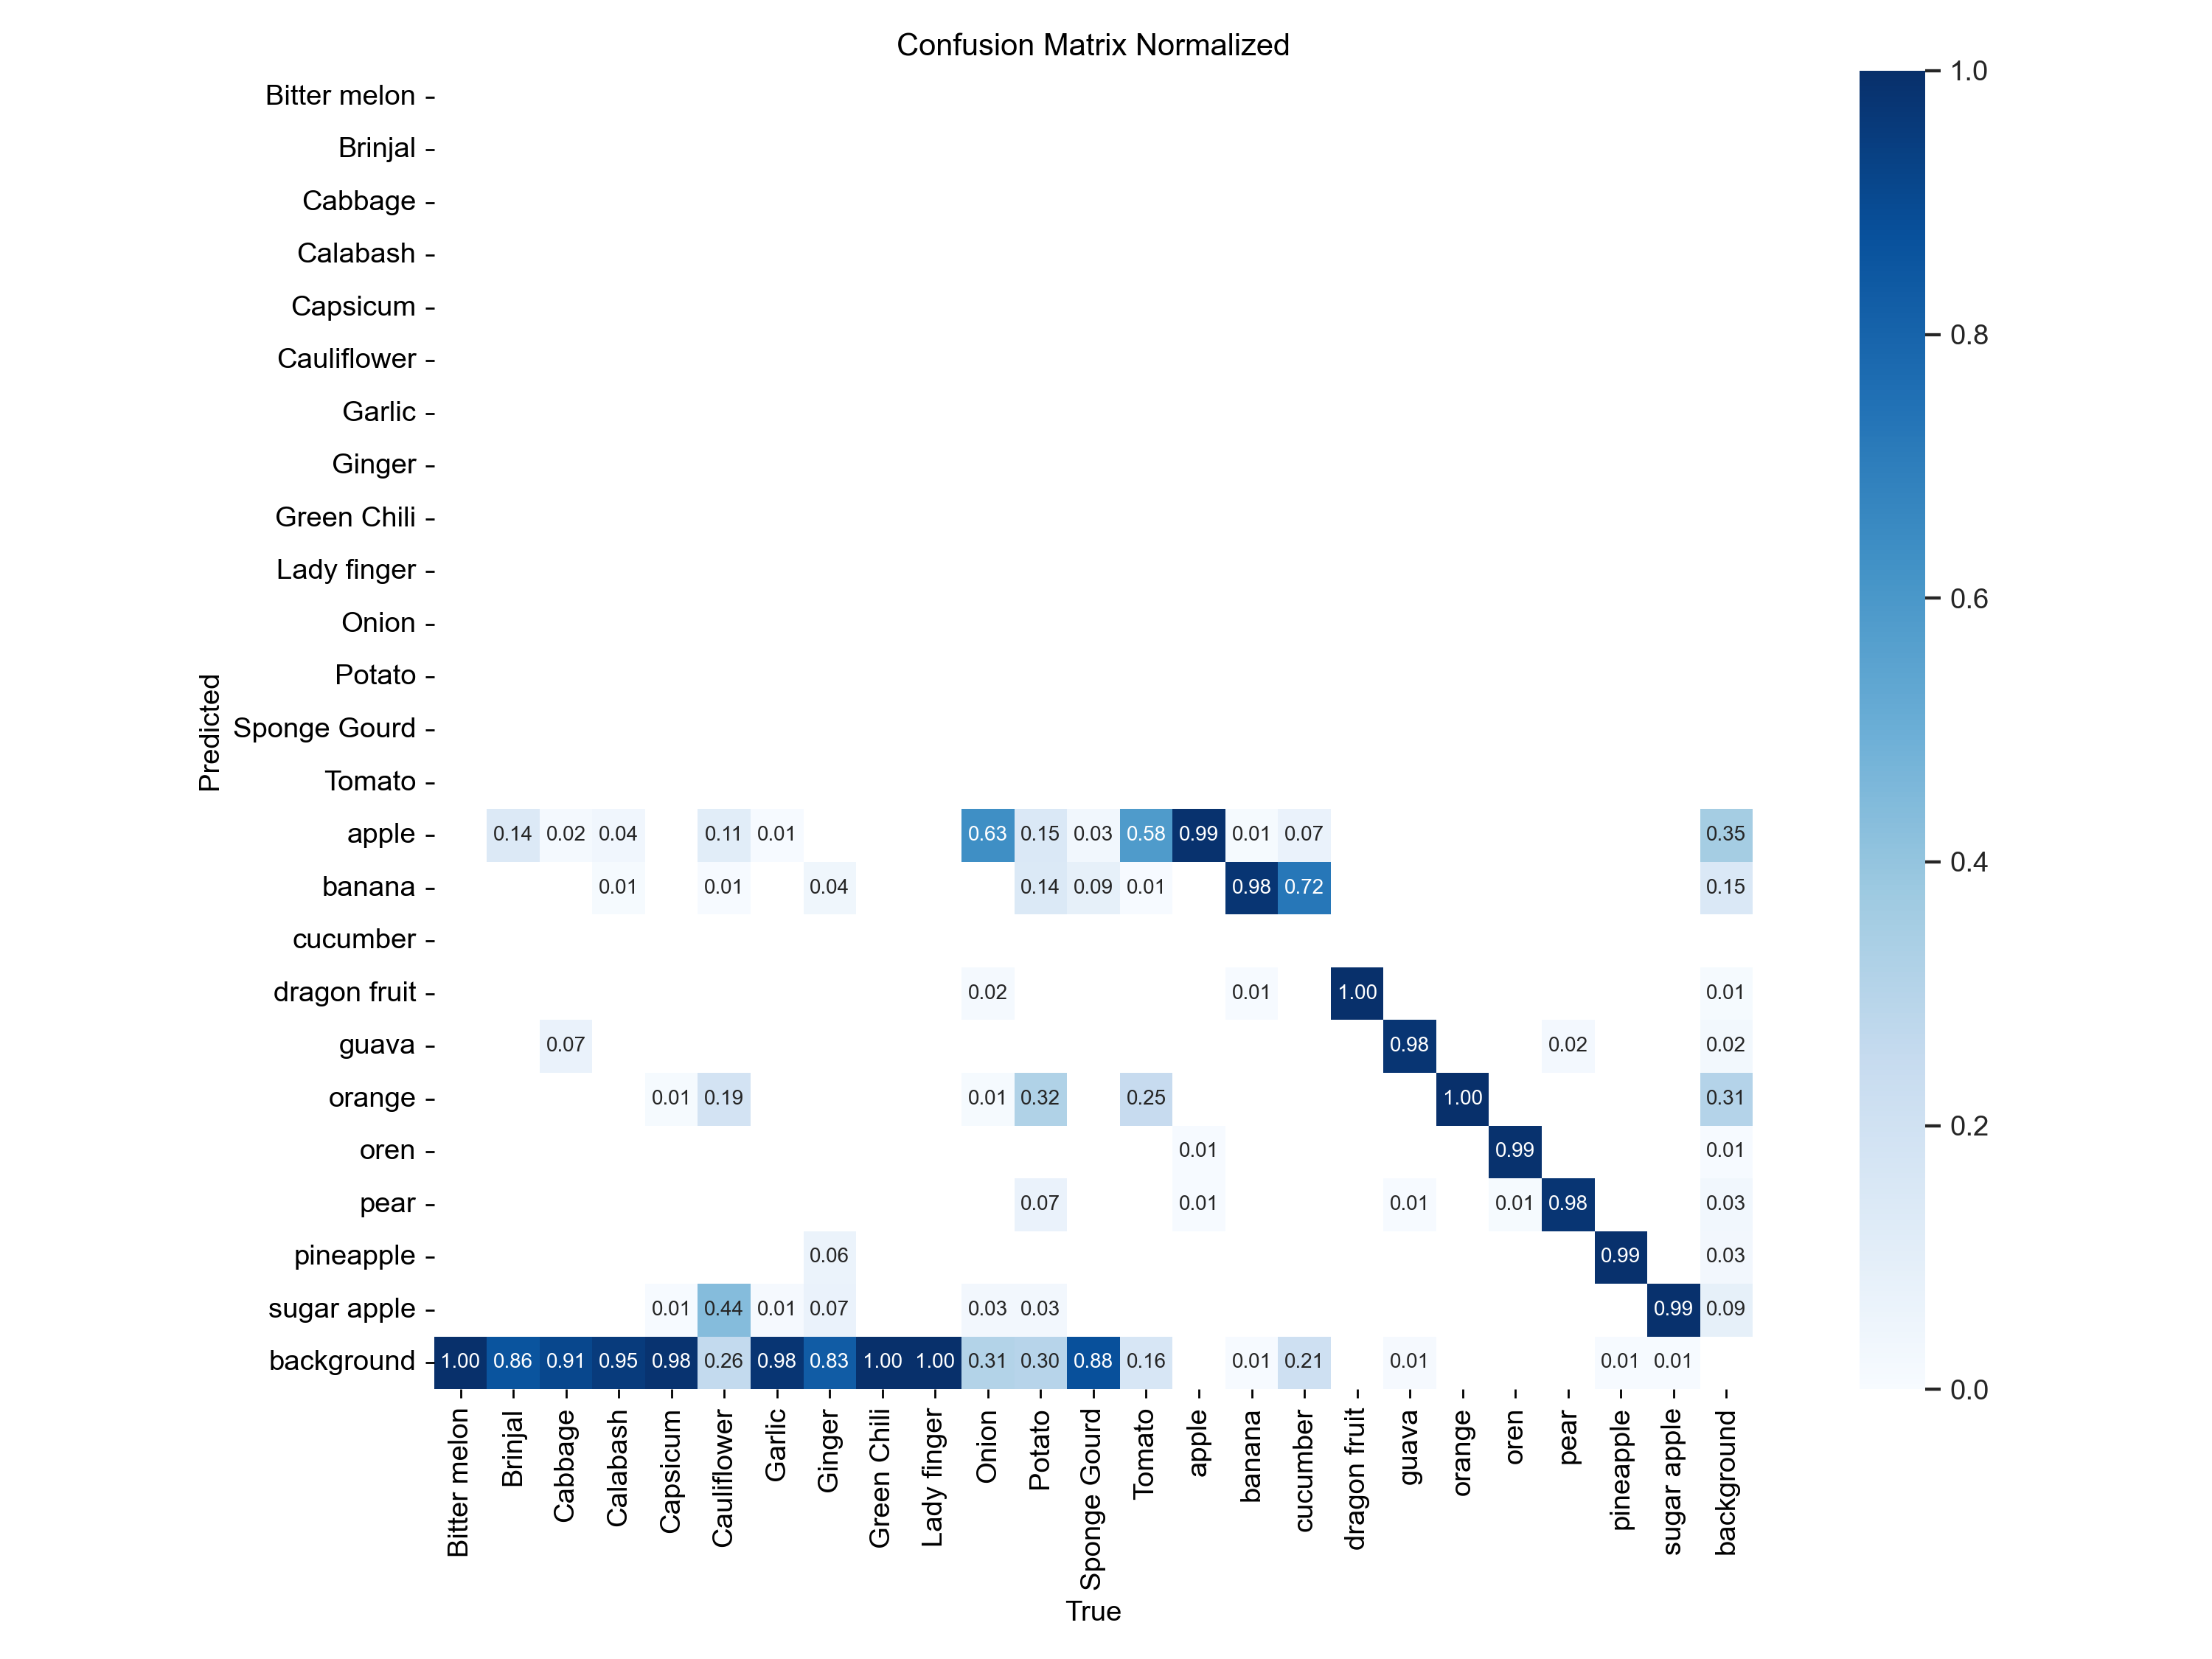 Confusion Matrix Normalized
Bitter melon
Brinjal
Cabbage
Calabash
Capsicum
Cauliflower
Garlic
Ginger
Green Chili
Lady finger
Onion
Potato
Sponge Gourd
Tomato
apple 0.14 0.02 0.04 0.11 0.01 0.63 0.15 0.03 0.58 0.99 0.01 0.07 0.35
banana 0.01 0.01 0.04 0.14 0.09 0.01 0.98 0.72 0.15
cucumber
dragon fruit 0.02 0.01 1.00 0.01
guava 0.07 0.98 0.02 0.02
orange 0.01 0.19 0.01 0.32 0.25 1.00 0.31
oren 0.01 0.99 0.01
pear 0.07 0.01 0.01 0.01 0.98 0.03
pineapple 0.06 0.99 0.03
sugar apple 0.01 0.44 0.01 0.07 0.03 0.03 0.99 0.09
background 1.00 0.86 0.91 0.95 0.98 0.26 0.98 0.83 1.00 1.00 0.31 0.30 0.88 0.16 0.01 0.21 0.01 0.01 0.01
Predicted
Bitter melon
Brinjal
Cabbage
Calabash
Capsicum
Cauliflower
Garlic
Ginger
Green Chili
Lady finger
Onion
Potato
Sponge Gourd
Tomato
apple
banana
cucumber
dragon fruit
guava
orange
oren
pear
pineapple
sugar apple
background
True
1.0
0.8
0.6
0.4
0.2
0.0